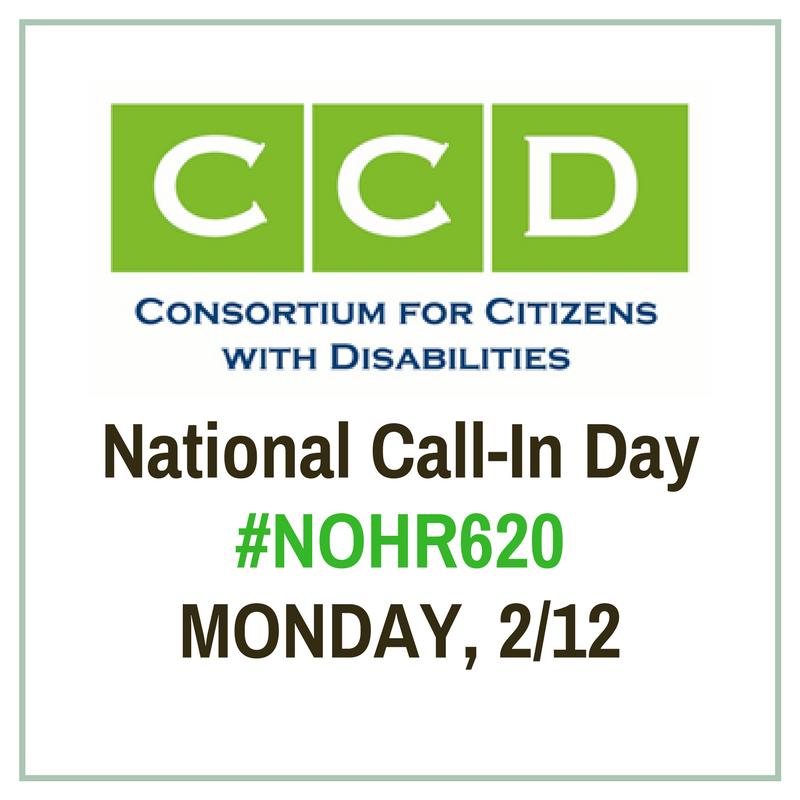 CCD
CONSORTIUM FOR CITIZENS
WITH DISABILITIES
National Call-In Day
#NOHR620
MONDAY, 2/12